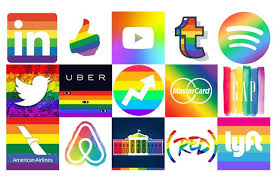 in
t
UBER
MasterCard
GAP
American Airlines
(RED)
lyft